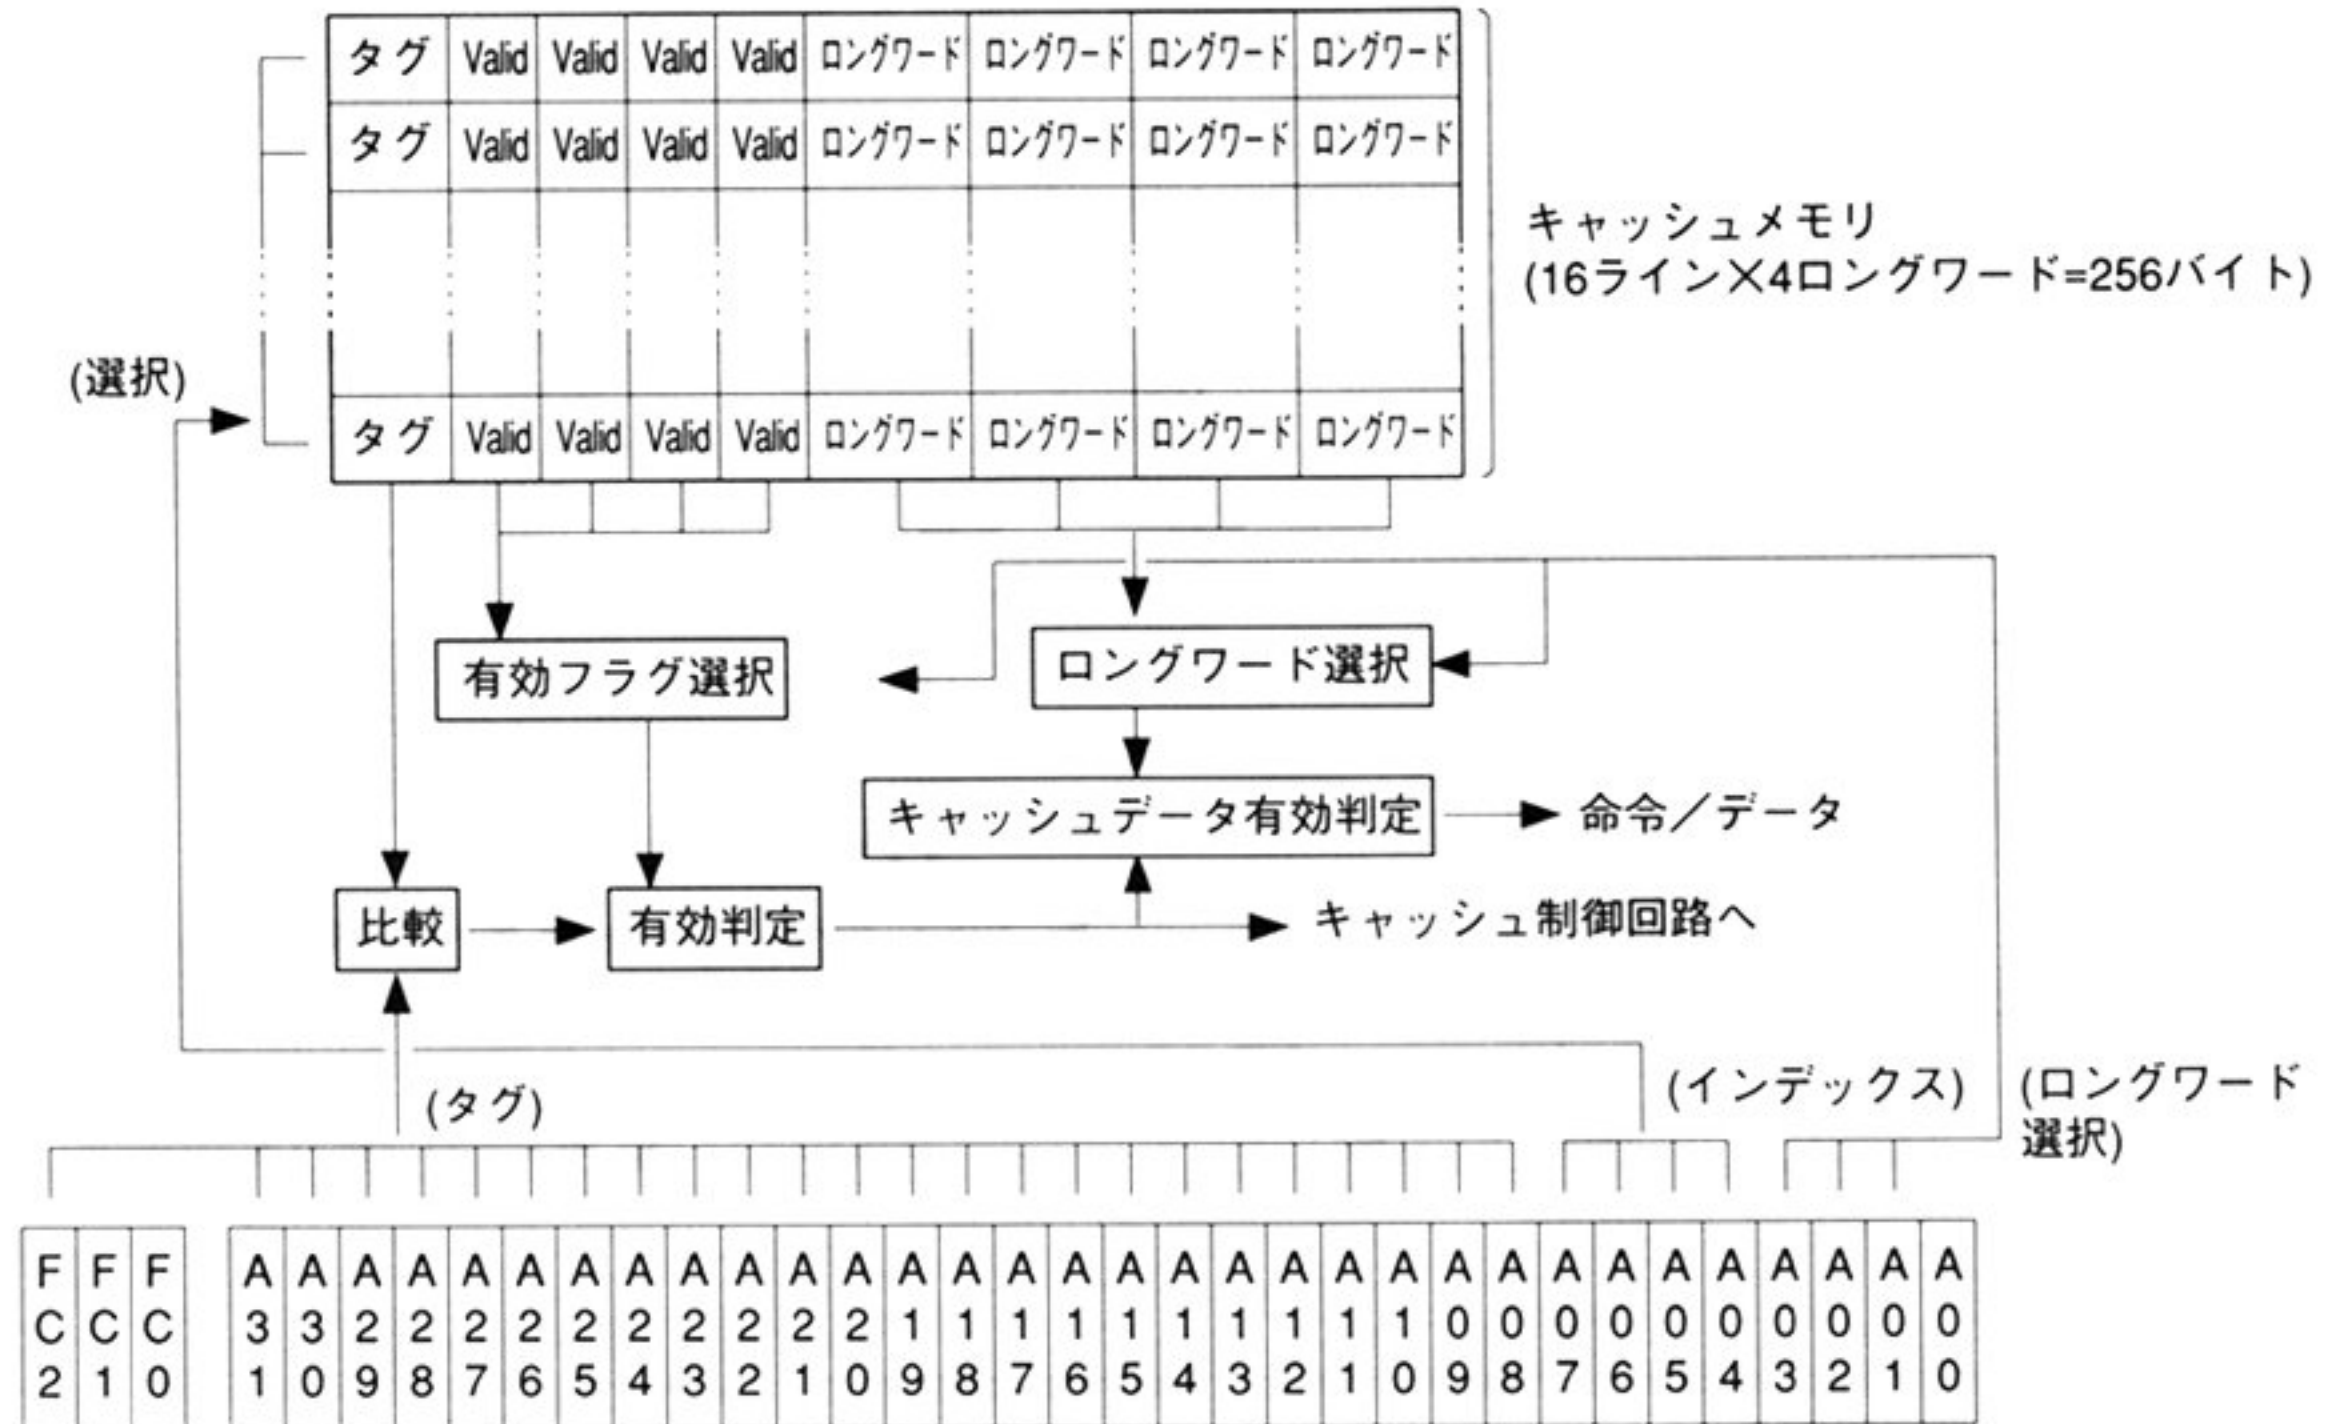 タグ Valid Valid Valid Valid ロングワード ロングワード ロングワード ロングワード
タグ Valid Valid Valid Valid ロングワード ロングワード ロングワード ロングワード
キャッシュメモリ
(16ライン×4ロングワード=256バイト)
(選択)
タグ Valid Valid Valid Valid ロングワード ロングワード ロングワード ロングワード
有効フラグ選択
ロングワード選択
キャッシュデータ有効判定
命令/データ
比較
有効判定
キャッシュ制御回路へ
(タグ)
(インデックス)
(ロングワード
選択)
FC2 FC1 FC0 A31 A30 A29 A28 A27 A26 A25 A24 A23 A22 A21 A20 A19 A18 A17 A16 A15 A14 A13 A12 A11 A10 A09 A08 A07 A06 A05 A04 A03 A02 A01 A00